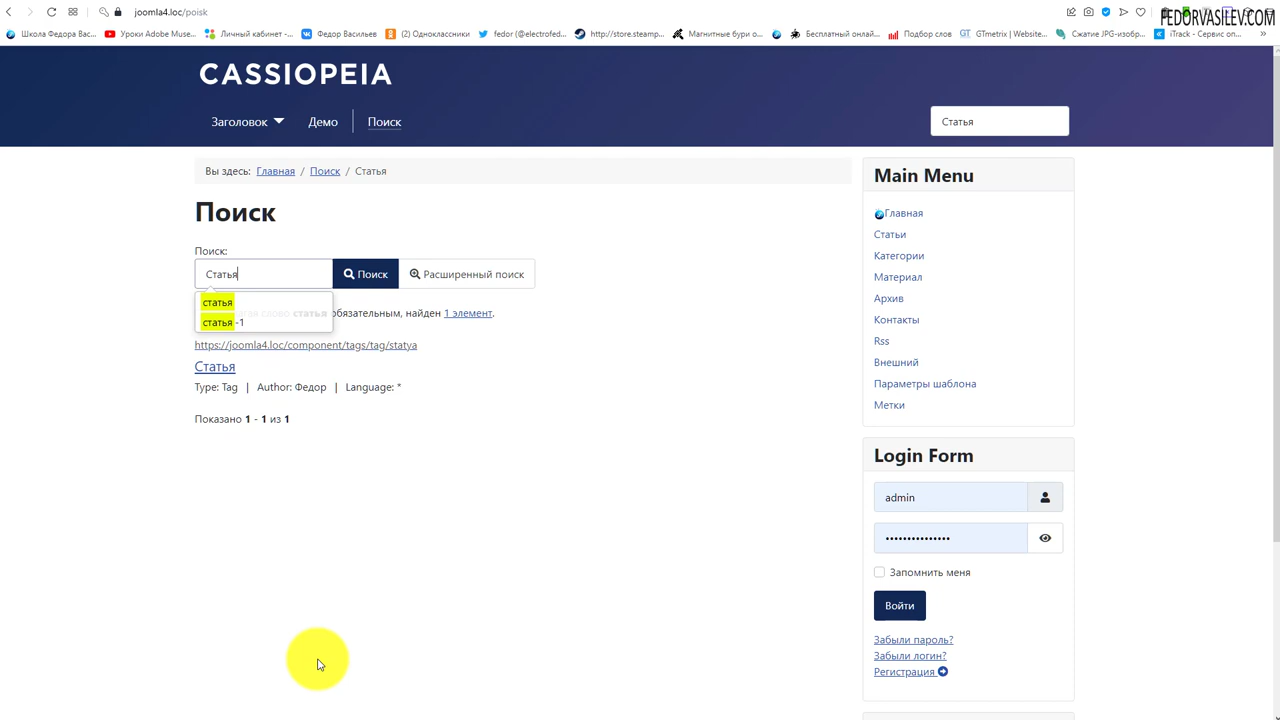 joomla4.loc/poisk
FEDORVASILEV.COM
Школа Федора Вас...
Уроки Adobe Muse...
Личный кабинет -...
Федор Васильев
(2) Одноклассники
fedor (@electrofed...
http://store.steamp...
Магнитные бури о...
Бесплатный онлай...
Подбор слов
GTmetrix | Website...
Сжатие JPG-изобр...
iTrack - Сервис оп...
CASSIOPEIA
Заголовок
Демо
Поиск
Статья
Вы здесь: Главная / Поиск / Статья
Поиск
Поиск:
Статья
Поиск
Расширенный поиск
статья
статья -1
слово статья обязательным, найден 1 элемент.
https://joomla4.loc/component/tags/tag/statya
Статья
Type: Tag | Author: Федор | Language: *
Показано 1 - 1 из 1
Main Menu
Главная
Статьи
Категории
Материал
Архив
Контакты
Rss
Внешний
Параметры шаблона
Метки
Login Form
admin
•••••••••••••••
Запомнить меня
Войти
Забыли пароль?
Забыли логин?
Регистрация